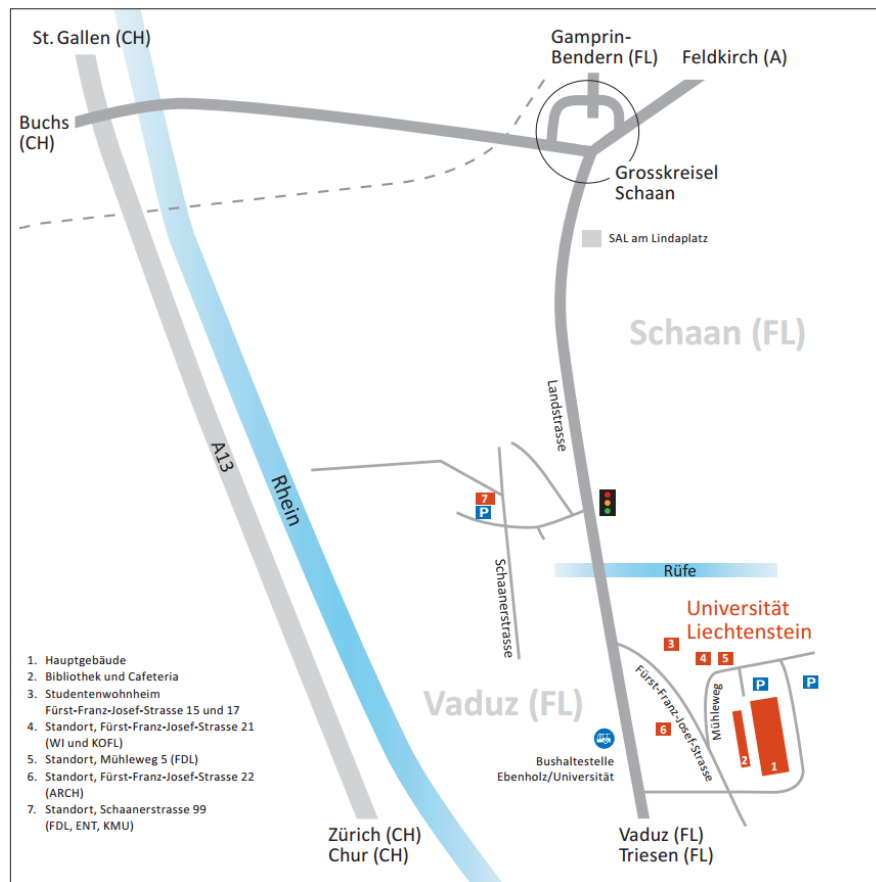 St. Gallen (CH)
Gamprin-
Bendern (FL)
Feldkirch (A)
Buchs
(CH)
Grosskreisel
Schaan
SAL am Lindaplatz
Schaan (FL)
Landstrasse
A13
Rhein
7
P
Schaanerstrasse
Rüfe
Universität
Liechtenstein
3
4
5
P
P
Fürst-Franz-Josef-Strasse
Mühleweg
6
2
1
Vaduz (FL)
Bushaltestelle
Ebenholz/Universität
1. Hauptgebäude
2. Bibliothek und Cafeteria
3. Studentenwohnheim
Fürst-Franz-Josef-Strasse 15 und 17
4. Standort, Fürst-Franz-Josef-Strasse 21
(WI und KOFL)
5. Standort, Mühleweg 5 (FDL)
6. Standort, Fürst-Franz-Josef-Strasse 22
(ARCH)
7. Standort, Schaanerstrasse 99
(FDL, ENT, KMU)
Zürich (CH)
Chur (CH)
Vaduz (FL)
Triesen (FL)